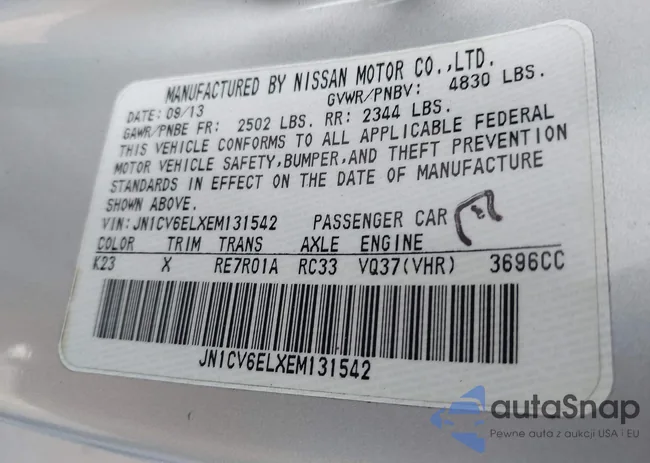 MANUFACTURED BY NISSAN MOTOR CO.,LTD.
DATE: 09/13 GVWR/PNBV: 4830 LBS.
GAWR/PNBE FR: 2502 LBS. RR: 2344 LBS.
THIS VEHICLE CONFORMS TO ALL APPLICABLE FEDERAL
MOTOR VEHICLE SAFETY,BUMPER,AND THEFT PREVENTION
STANDARDS IN EFFECT ON THE DATE OF MANUFACTURE
SHOWN ABOVE.
VIN:JN1CV6ELXEM131542 PASSENGER CAR
COLOR TRIM TRANS AXLE ENGINE
K23 X RE7R01A RC33 VQ37(VHR) 3696CC
JN1CV6ELXEM131542
autaSnap
Pewne auta z aukcji USA i EU